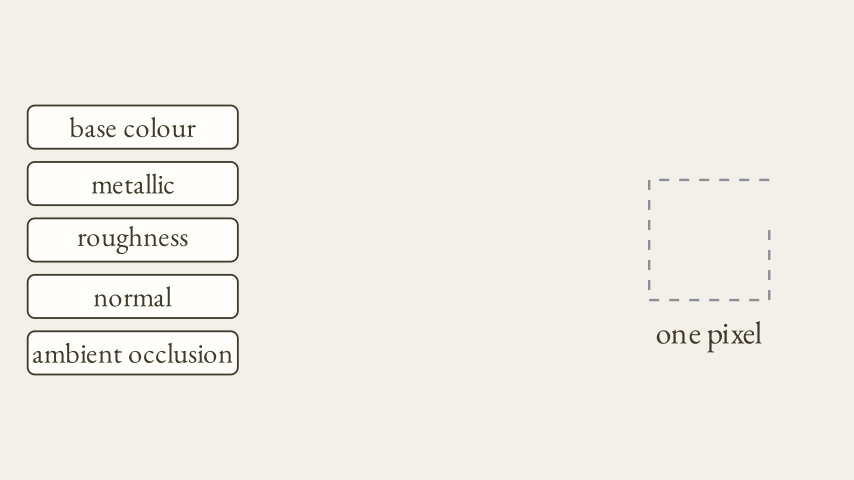 base colour
metallic
roughness
normal
ambient occlusion
one pixel